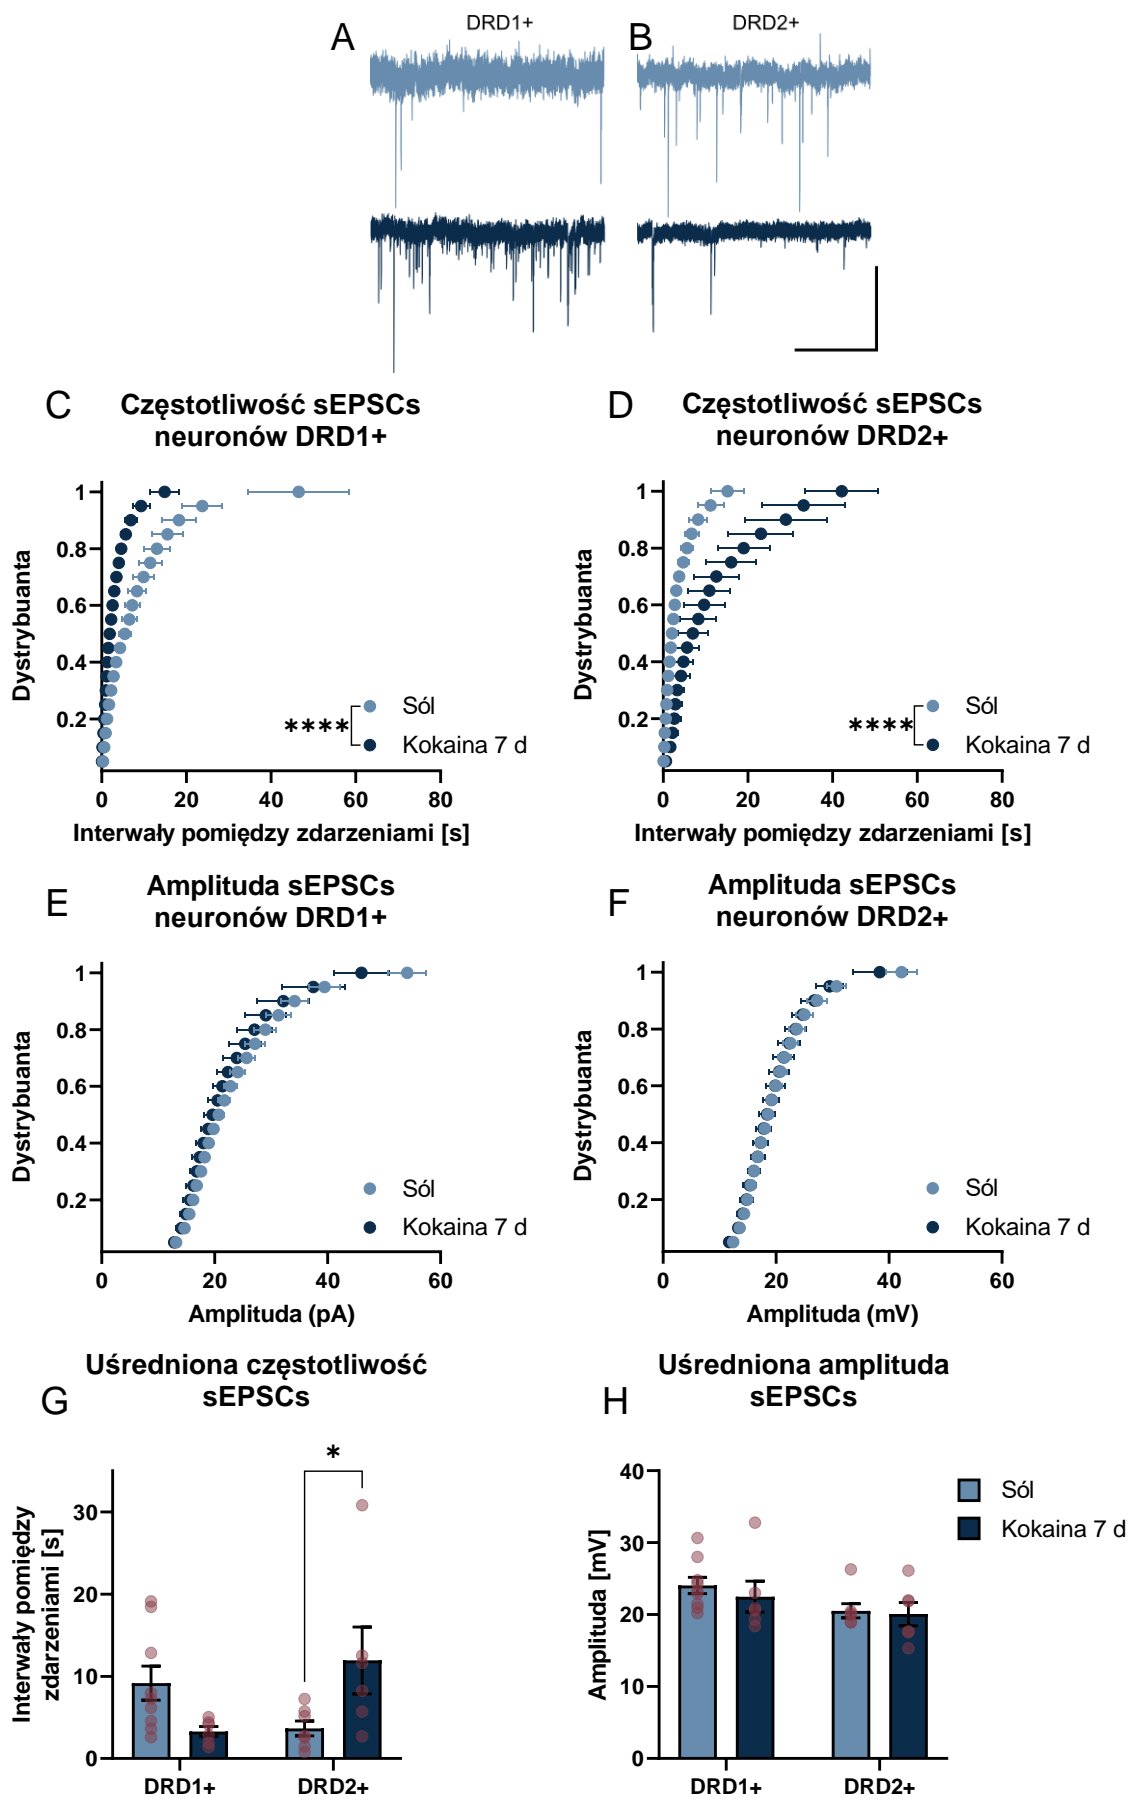 A
DRD1+
B
DRD2+
C
Częstotliwość sEPSCs
neuronów DRD1+
Dystrybuanta
1
0.8
0.6
0.4
0.2
0
20
40
60
80
Interwały pomiędzy zdarzeniami [s]
****
Sól
Kokaina 7 d
D
Częstotliwość sEPSCs
neuronów DRD2+
Dystrybuanta
1
0.8
0.6
0.4
0.2
0
20
40
60
80
Interwały pomiędzy zdarzeniami [s]
****
Sól
Kokaina 7 d
E
Amplituda sEPSCs
neuronów DRD1+
Dystrybuanta
1
0.8
0.6
0.4
0.2
0
20
40
60
Amplituda (pA)
Sól
Kokaina 7 d
F
Amplituda sEPSCs
neuronów DRD2+
Dystrybuanta
1
0.8
0.6
0.4
0.2
0
20
40
60
Amplituda (mV)
Sól
Kokaina 7 d
G
Uśredniona częstotliwość
sEPSCs
Interwały pomiędzy
zdarzeniami [s]
30
20
10
0
*
DRD1+
DRD2+
H
Uśredniona amplituda
sEPSCs
Amplituda [mV]
40
30
20
10
0
DRD1+
DRD2+
Sól
Kokaina 7 d